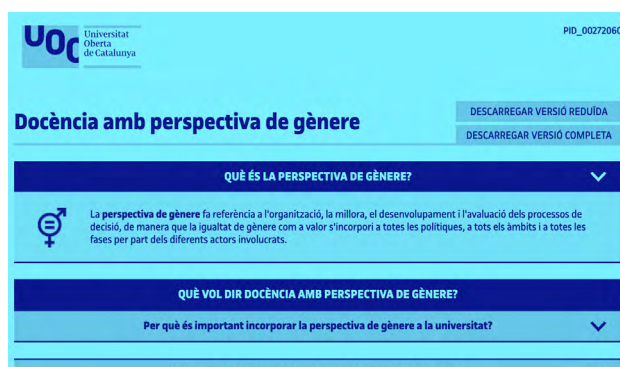 UOC Universitat
Oberta
de Catalunya
PID_00272060
Docència amb perspectiva de gènere
DESCARREGAR VERSIÓ REDUÏDA
DESCARREGAR VERSIÓ COMPLETA
QUÈ ÉS LA PERSPECTIVA DE GÈNERE?
La perspectiva de gènere fa referència a l'organització, la millora, el desenvolupament i l'avaluació dels processos de
decisió, de manera que la igualtat de gènere com a valor s'incorpori a totes les polítiques, a tots els àmbits i a totes les
fases per part dels diferents actors involucrats.
QUÈ VOL DIR DOCÈNCIA AMB PERSPECTIVA DE GÈNERE?
Per què és important incorporar la perspectiva de gènere a la universitat?